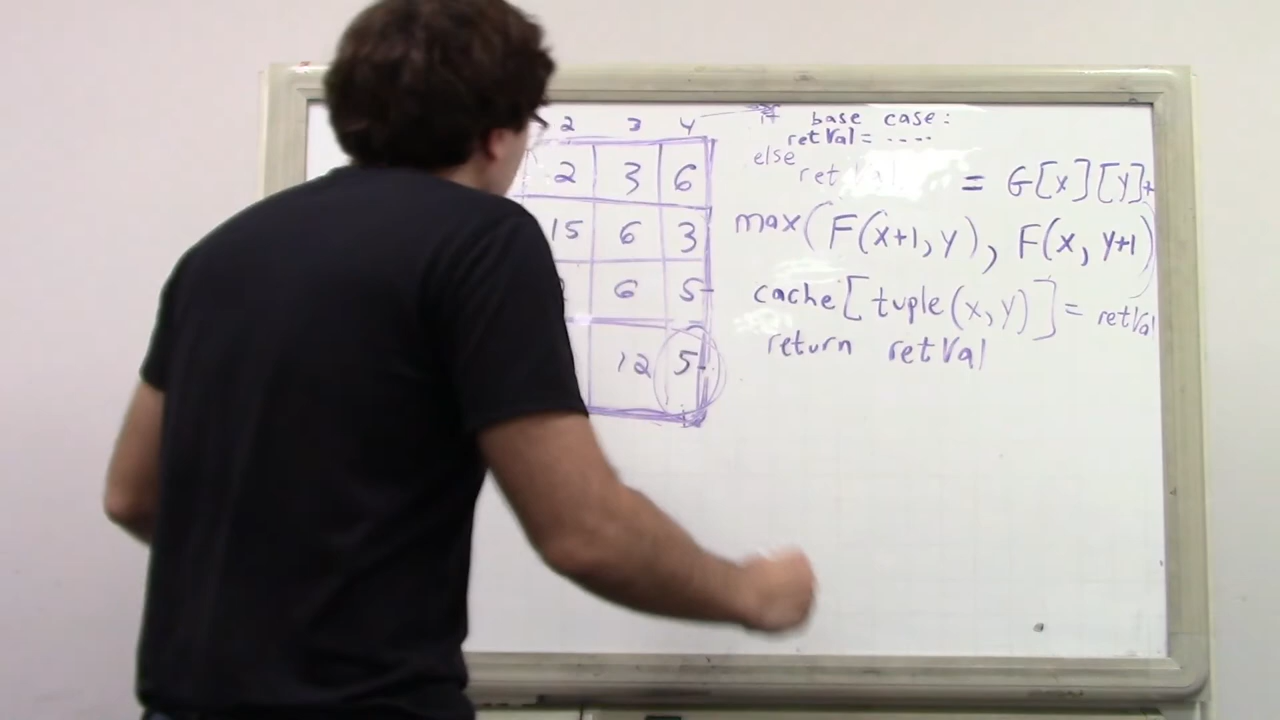 2 3 4
2 3 6
15 6 3
6 5
12 5
if base case:
retVal = ....
else
ret = G[x][y]+
max(F(x+1, y), F(x, y+1)
cache[tuple(x, y)] = retVal
return retVal